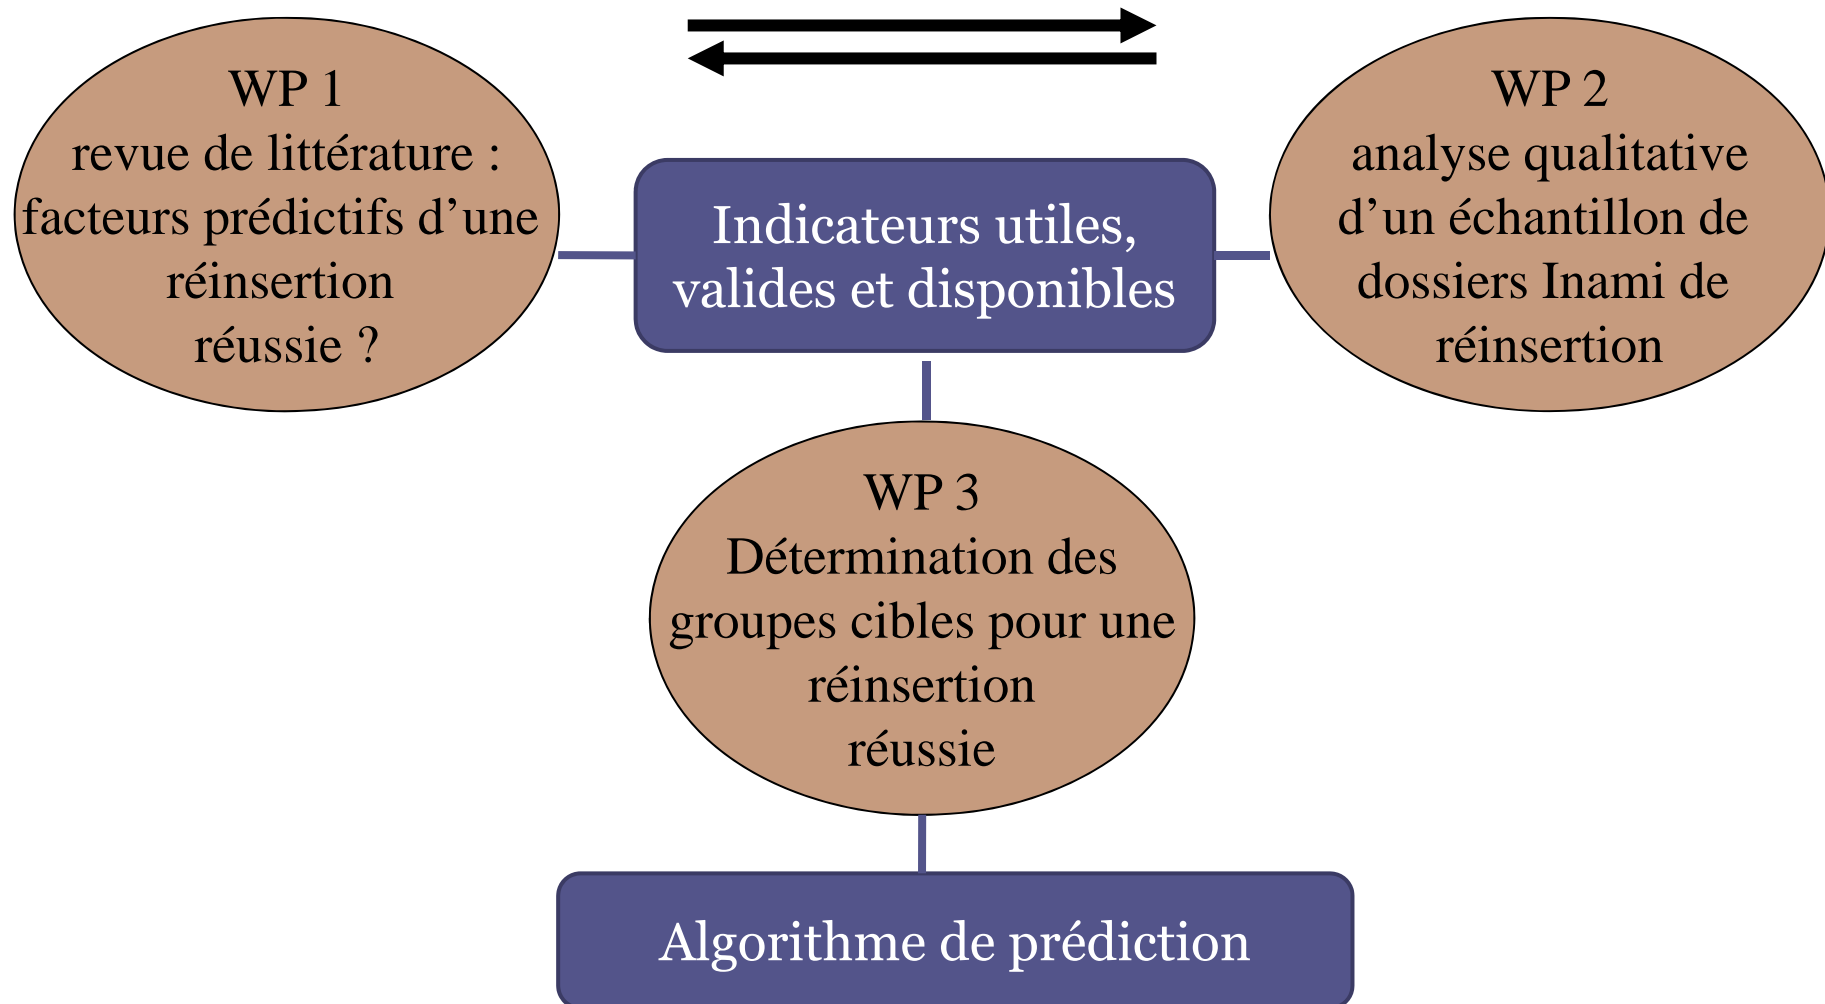 WP 1
revue de littérature :
facteurs prédictifs d’une
réinsertion
réussie ?
Indicateurs utiles,
valides et disponibles
WP 2
analyse qualitative
d’un échantillon de
dossiers Inami de
réinsertion
WP 3
Détermination des
groupes cibles pour une
réinsertion
réussie
Algorithme de prédiction